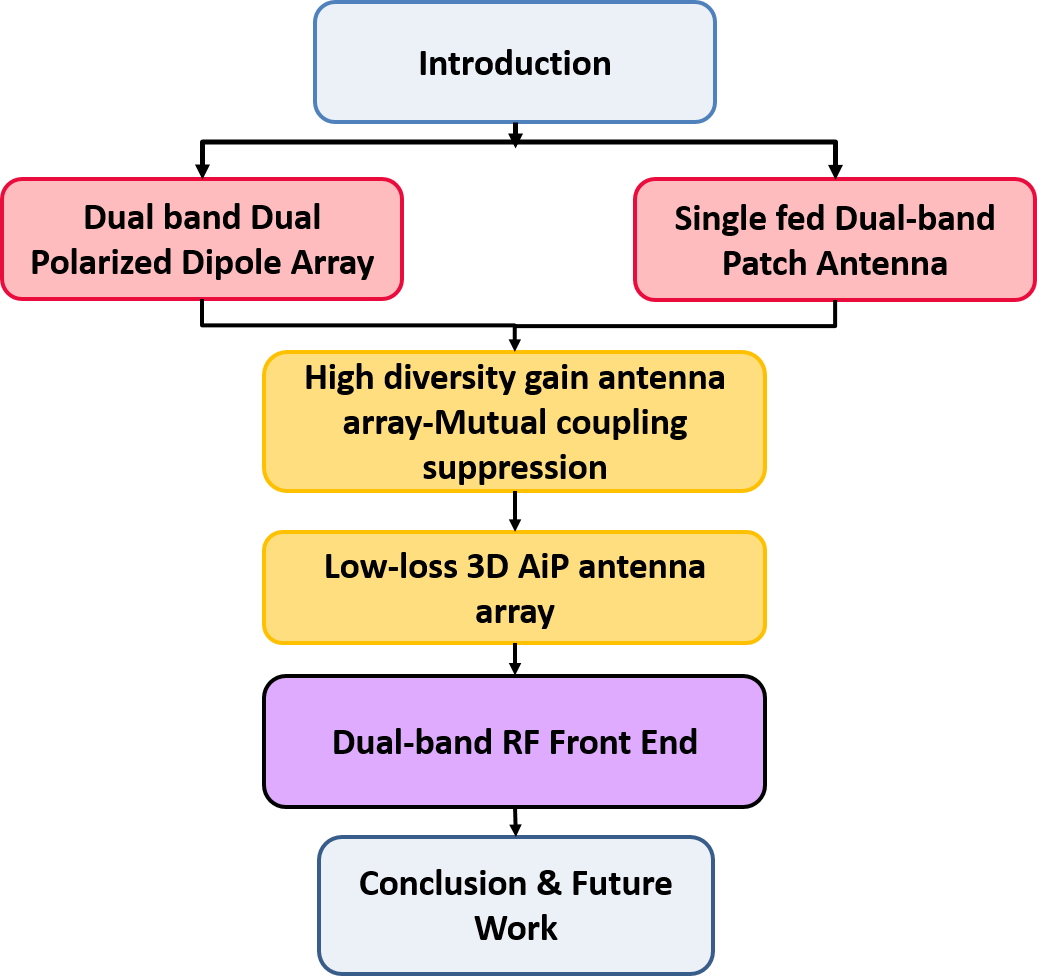 Introduction
Dual band Dual
Polarized Dipole Array
Single fed Dual-band
Patch Antenna
High diversity gain antenna
array-Mutual coupling
suppression
Low-loss 3D AiP antenna
array
Dual-band RF Front End
Conclusion & Future
Work